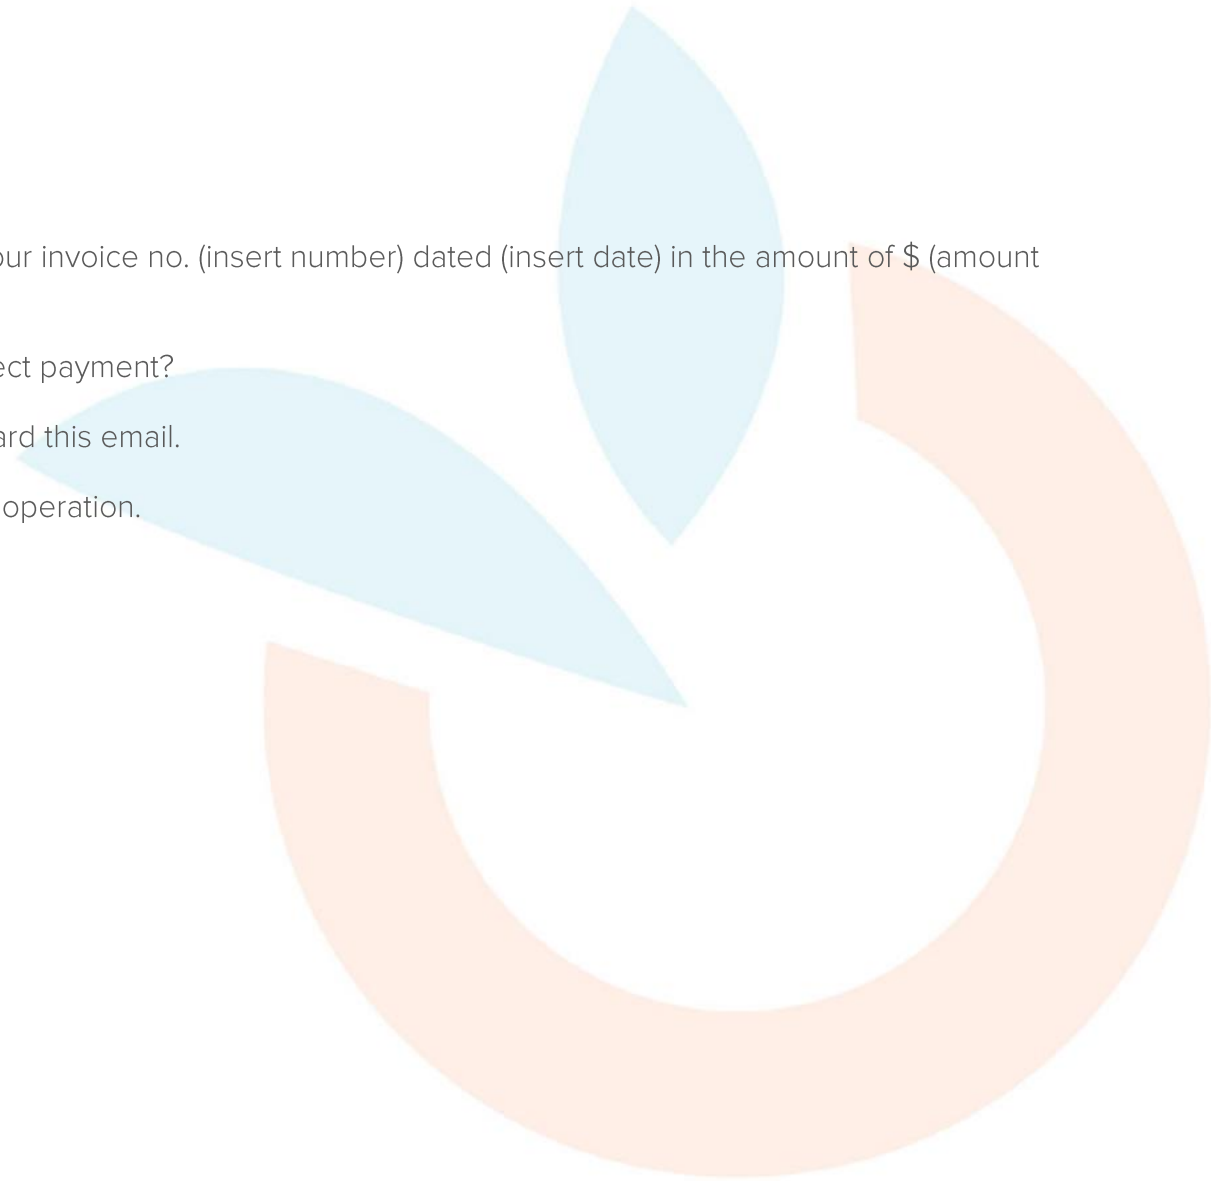 our invoice no. (insert number) dated (insert date) in the amount of $ (amount
ect payment?
ard this email.
operation.